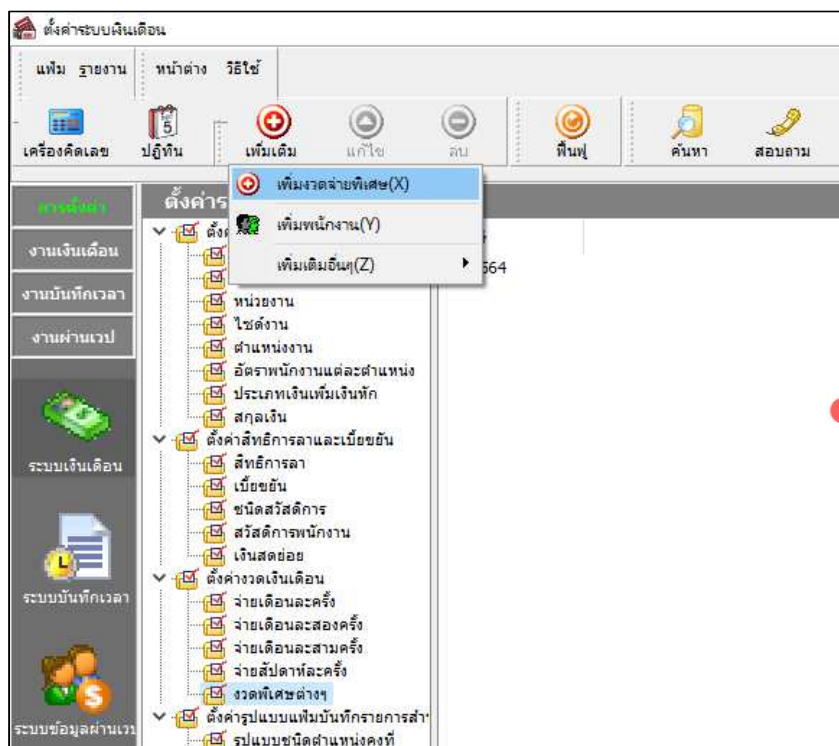 ตั้งค่าระบบเงินเดือน
แฟ้ม รายงาน หน้าต่าง วิธีใช้
เครื่องคิดเลข ปฏิทิน เพิ่มเติม แก้ไข ลบ ฟื้นฟู ค้นหา สอบถาม
การตั้งค่า
งานเงินเดือน
งานบันทึกเวลา
งานผ่านเวป
ระบบเงินเดือน
ระบบบันทึกเวลา
ระบบข้อมูลผ่านเวป
ตั้งค่าร
เพิ่มงวดจ่ายพิเศษ(X)
เพิ่มพนักงาน(Y)
เพิ่มเติมอื่นๆ(Z)
564
หน่วยงาน
ไซด์งาน
ตำแหน่งงาน
อัตราพนักงานแต่ละตำแหน่ง
ประเภทเงินเพิ่มเงินหัก
สกุลเงิน
ตั้งค่าสิทธิการลาและเบี้ยขยัน
สิทธิการลา
เบี้ยขยัน
ชนิดสวัสดิการ
สวัสดิการพนักงาน
เงินสดย่อย
ตั้งค่างวดเงินเดือน
จ่ายเดือนละครั้ง
จ่ายเดือนละสองครั้ง
จ่ายเดือนละสามครั้ง
จ่ายสัปดาห์ละครั้ง
งวดพิเศษต่างๆ
ตั้งค่ารูปแบบแฟ้มบันทึกรายการสำ
รูปแบบชนิดตำแหน่งคงที่